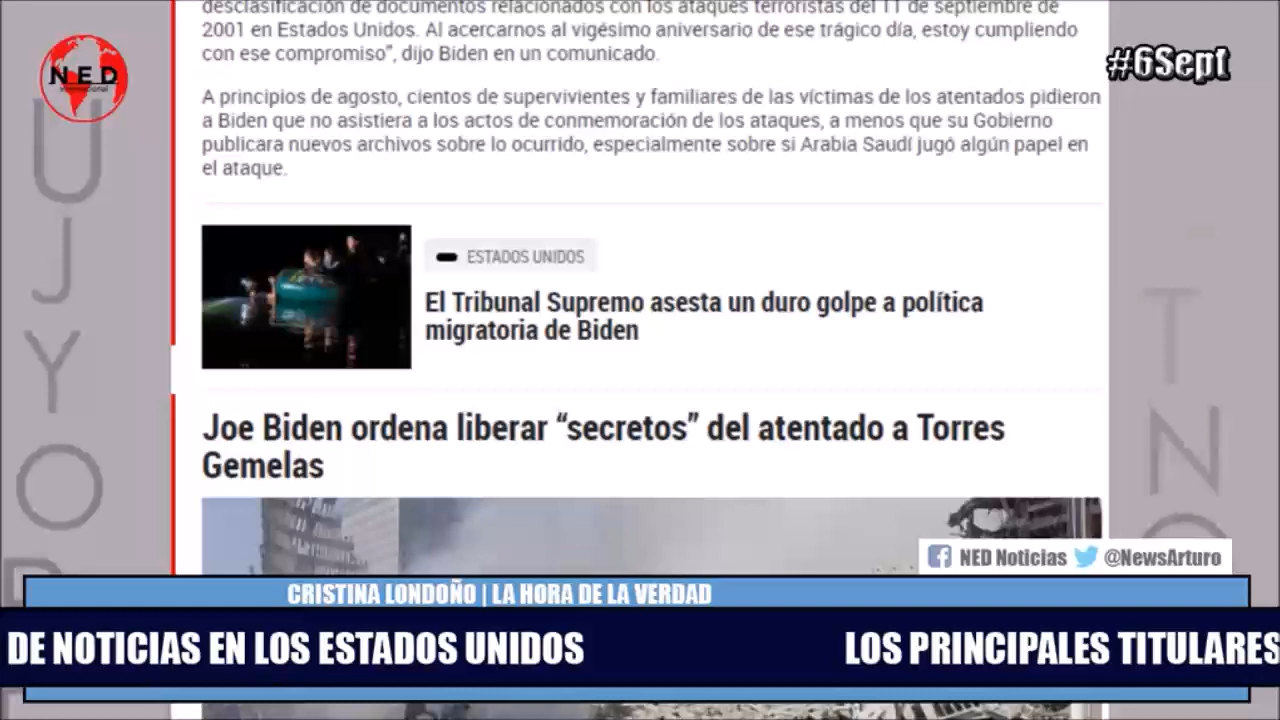 desclasificación de documentos relacionados con los ataques terroristas del 11 de septiembre de
2001 en Estados Unidos. Al acercarnos al vigésimo aniversario de ese trágico día, estoy cumpliendo
con ese compromiso”, dijo Biden en un comunicado.
N.E.D
Internacional
#6Sept
A principios de agosto, cientos de supervivientes y familiares de las víctimas de los atentados pidieron
a Biden que no asistiera a los actos de conmemoración de los ataques, a menos que su Gobierno
publicara nuevos archivos sobre lo ocurrido, especialmente sobre si Arabia Saudí jugó algún papel en
el ataque.
ESTADOS UNIDOS
El Tribunal Supremo asesta un duro golpe a política
migratoria de Biden
Joe Biden ordena liberar “secretos” del atentado a Torres
Gemelas
U
J
Y
O
T
N
NED Noticias @NewsArturo
CRISTINA LONDOÑO | LA HORA DE LA VERDAD
DE NOTICIAS EN LOS ESTADOS UNIDOS LOS PRINCIPALES TITULARES